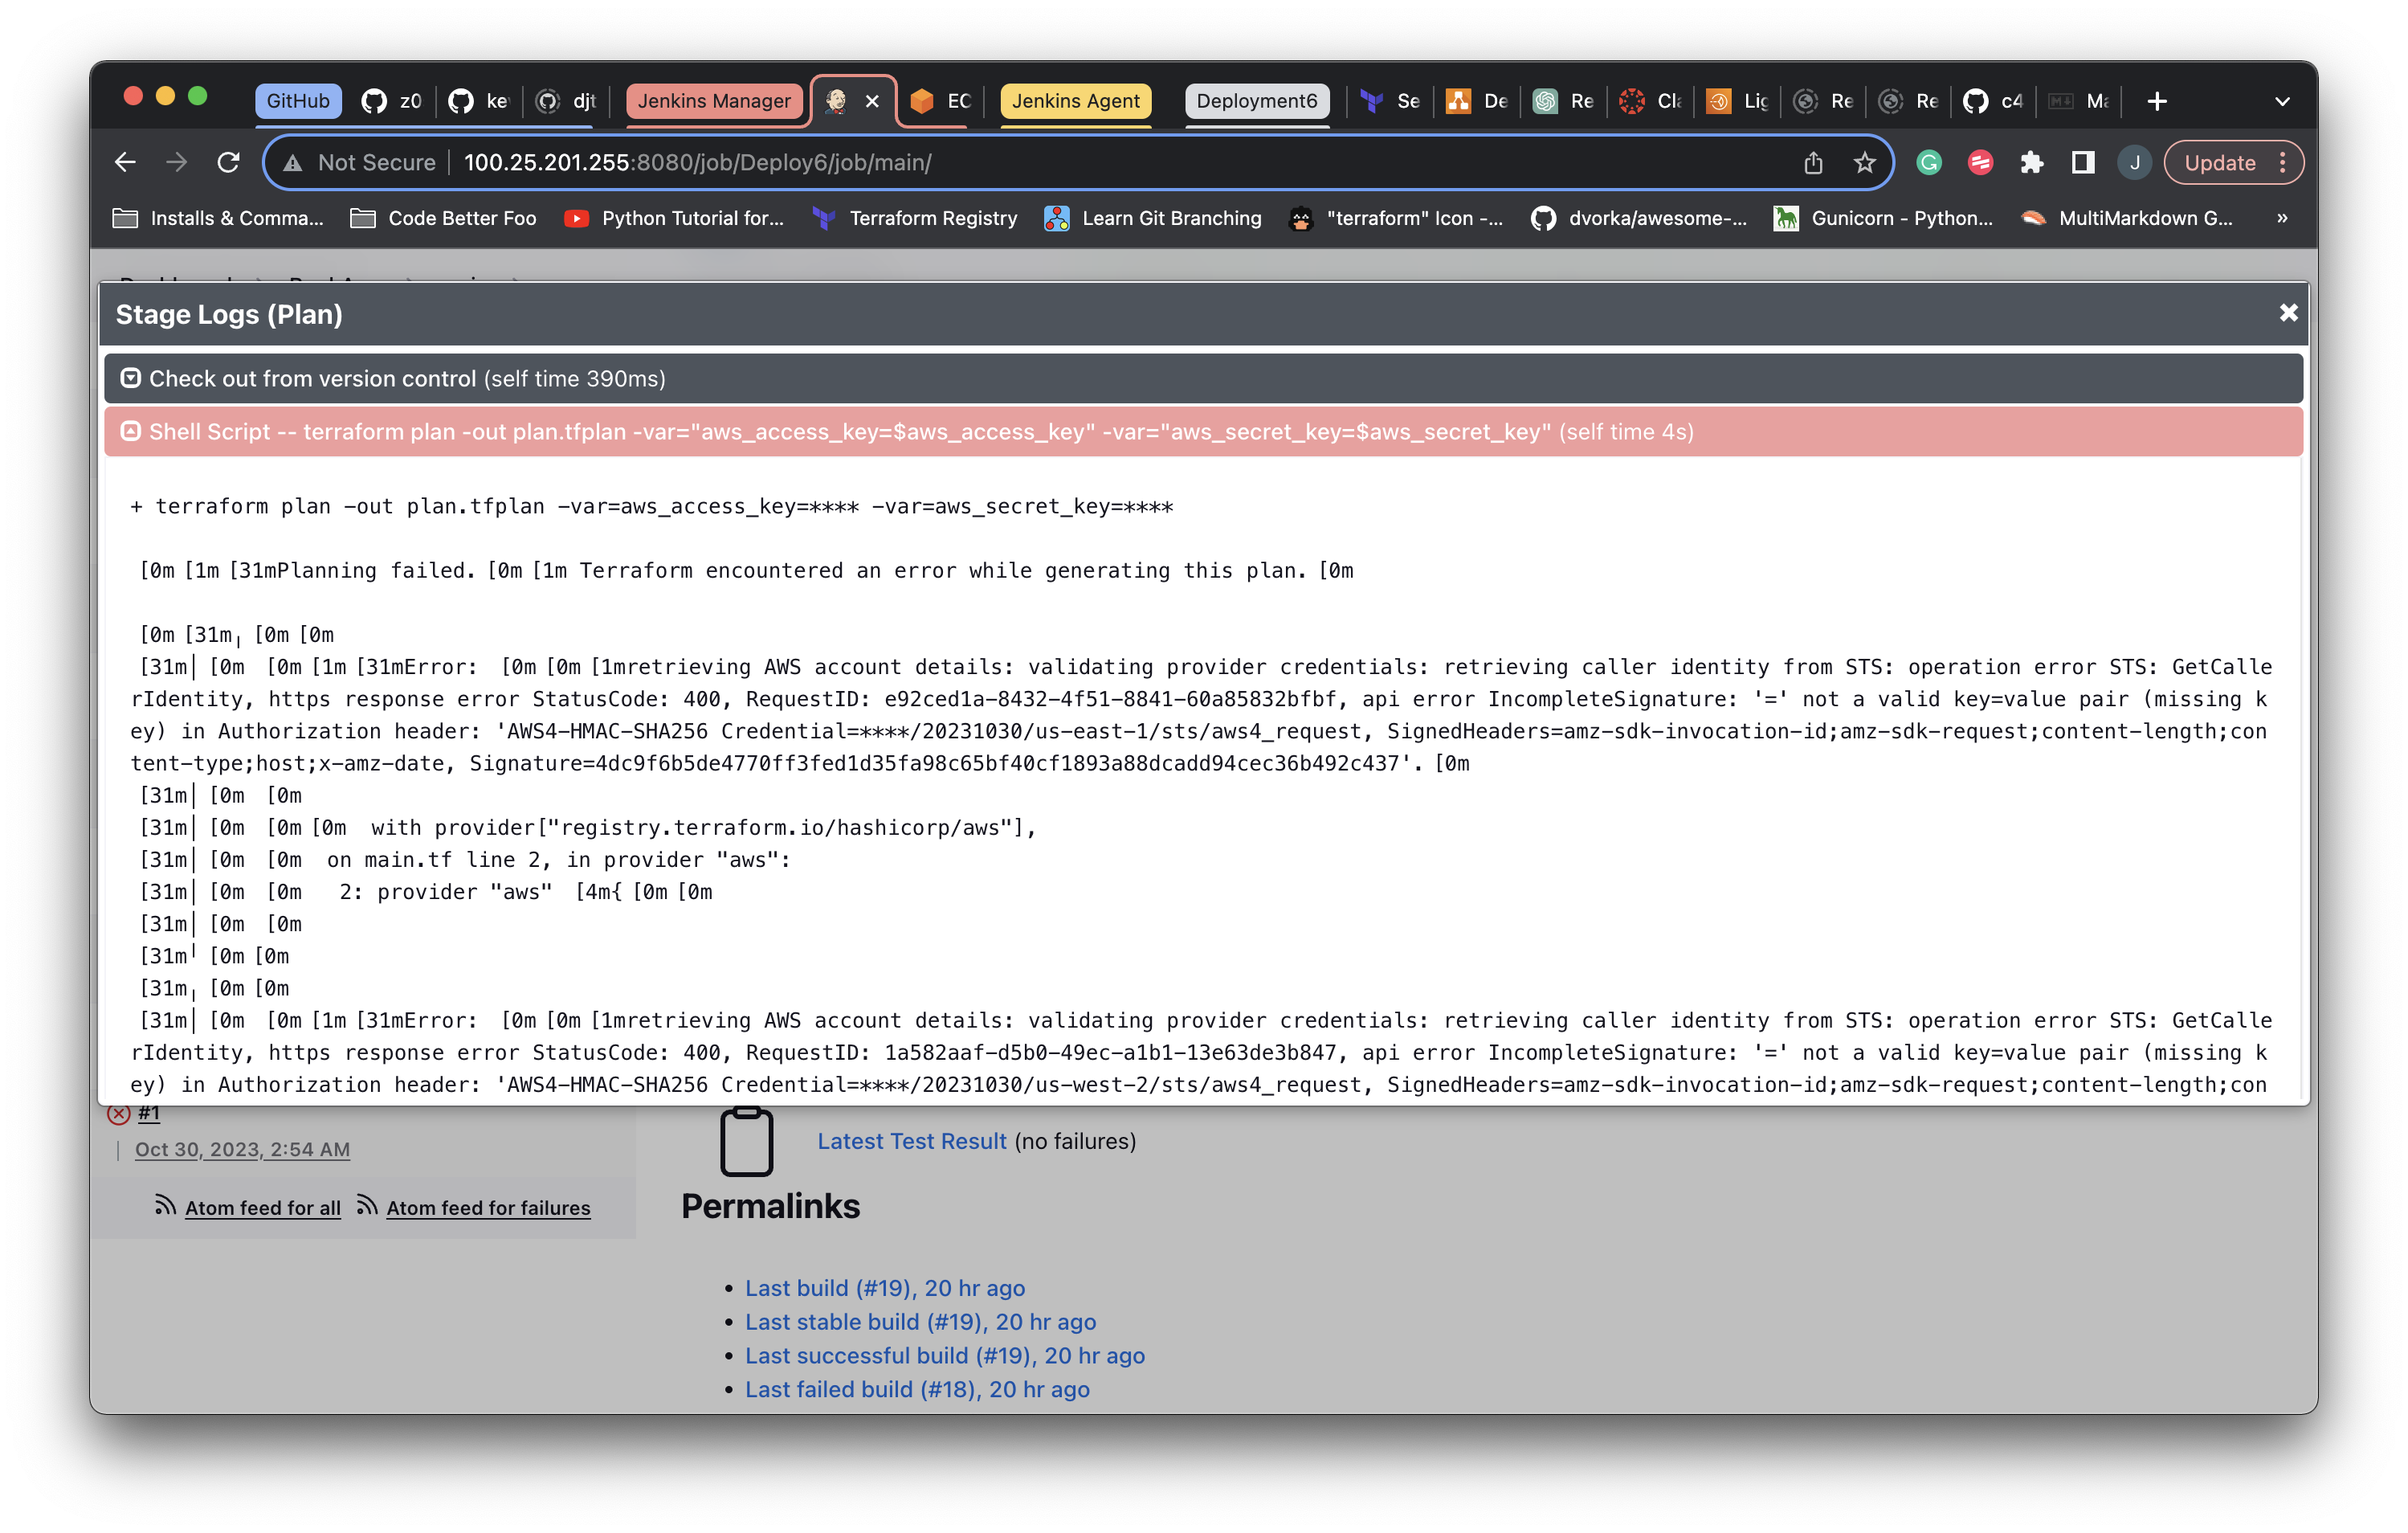 GitHub z0 ke djt Jenkins Manager EC Jenkins Agent Deployment6 Se De Re Cl Lig Re Re c4 Ma
Not Secure 100.25.201.255:8080/job/Deploy6/job/main/ J Update
Installs & Comma... Code Better Foo Python Tutorial for... Terraform Registry Learn Git Branching "terraform" Icon -... dvorka/awesome-... Gunicorn - Python... MultiMarkdown G... »
Stage Logs (Plan)
Check out from version control (self time 390ms)
Shell Script -- terraform plan -out plan.tfplan -var="aws_access_key=$aws_access_key" -var="aws_secret_key=$aws_secret_key" (self time 4s)
+ terraform plan -out plan.tfplan -var=aws_access_key=**** -var=aws_secret_key=****
[0m [1m [31mPlanning failed. [0m [1m Terraform encountered an error while generating this plan. [0m
[0m [31m╷ [0m [0m
[31m│ [0m [0m [1m [31mError: [0m [0m [1mretrieving AWS account details: validating provider credentials: retrieving caller identity from STS: operation error STS: GetCalle
rIdentity, https response error StatusCode: 400, RequestID: e92ced1a-8432-4f51-8841-60a85832bfbf, api error IncompleteSignature: '=' not a valid key=value pair (missing k
ey) in Authorization header: 'AWS4-HMAC-SHA256 Credential=****/20231030/us-east-1/sts/aws4_request, SignedHeaders=amz-sdk-invocation-id;amz-sdk-request;content-length;con
tent-type;host;x-amz-date, Signature=4dc9f6b5de4770ff3fed1d35fa98c65bf40cf1893a88dcadd94cec36b492c437'. [0m
[31m│ [0m [0m
[31m│ [0m [0m [0m with provider["registry.terraform.io/hashicorp/aws"],
[31m│ [0m [0m on main.tf line 2, in provider "aws":
[31m│ [0m [0m 2: provider "aws" [4m{ [0m [0m
[31m│ [0m [0m
[31m╵ [0m [0m
[31m╷ [0m [0m
[31m│ [0m [0m [1m [31mError: [0m [0m [1mretrieving AWS account details: validating provider credentials: retrieving caller identity from STS: operation error STS: GetCalle
rIdentity, https response error StatusCode: 400, RequestID: 1a582aaf-d5b0-49ec-a1b1-13e63de3b847, api error IncompleteSignature: '=' not a valid key=value pair (missing k
ey) in Authorization header: 'AWS4-HMAC-SHA256 Credential=****/20231030/us-west-2/sts/aws4_request, SignedHeaders=amz-sdk-invocation-id;amz-sdk-request;content-length;con
#1
Oct 30, 2023, 2:54 AM
Latest Test Result (no failures)
Atom feed for all Atom feed for failures
Permalinks
• Last build (#19), 20 hr ago
• Last stable build (#19), 20 hr ago
• Last successful build (#19), 20 hr ago
• Last failed build (#18), 20 hr ago